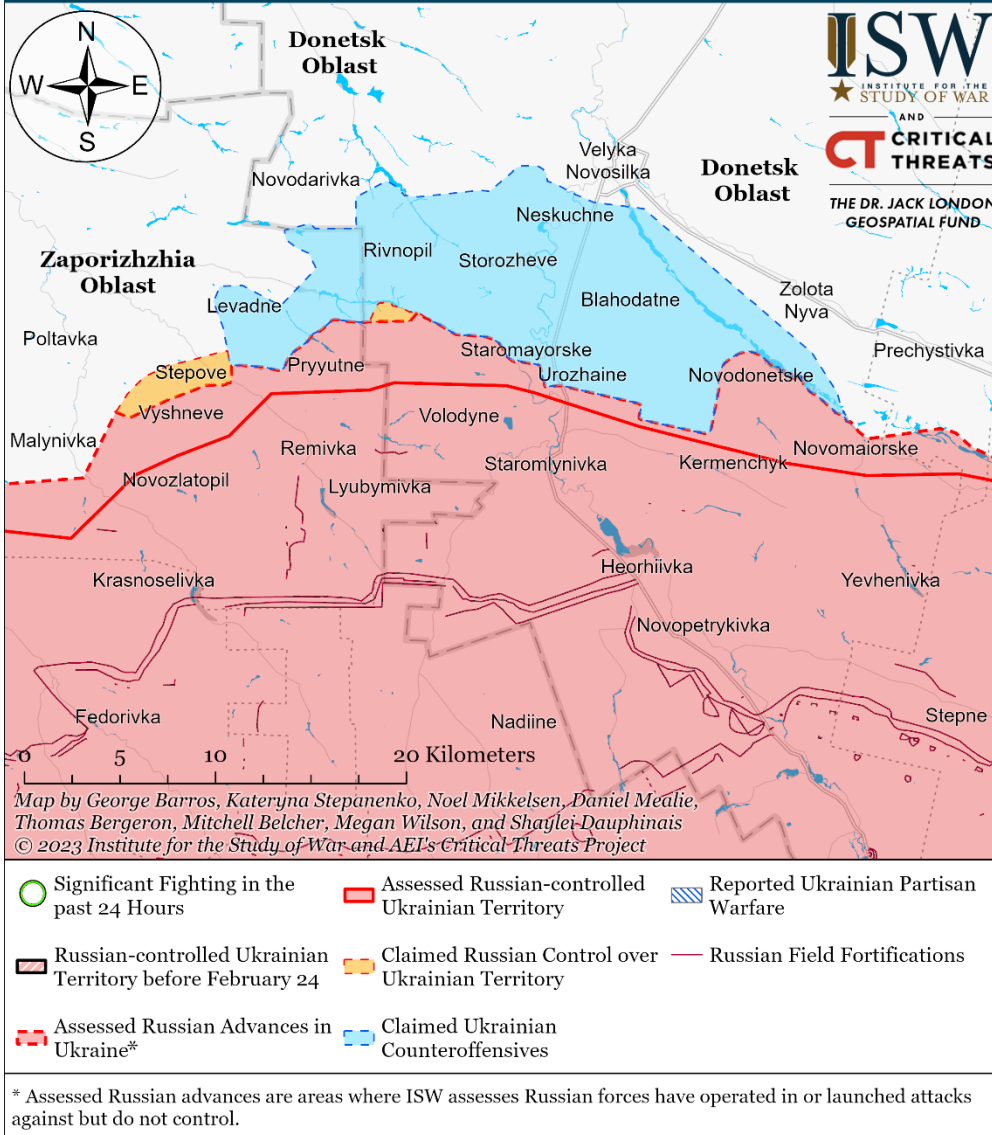 N
W
E
S
Donetsk
Oblast
ISW
INSTITUTE FOR THE
STUDY OF WAR
AND
CT CRITICAL
THREATS
THE DR. JACK LONDON
GEOSPATIAL FUND
Velyka
Novosilka
Novodarivka
Donetsk
Oblast
Neskuchne
Rivnopil
Storozheve
Zaporizhzhia
Oblast
Levadne
Blahodatne
Zolota
Nyva
Poltavka
Staromayorske
Prechystivka
Pryyutne
Stepove
Urozhaine
Novodonetske
Vyshneve
Volodyne
Malynivka
Remivka
Novomaiorske
Staromlynivka
Kermenchyk
Novozlatopil
Lyubymivka
Heorhiivka
Krasnoselivka
Yevhenivka
Novopetrykivka
Fedorivka
Nadiine
Stepne
0 5 10 20 Kilometers
Map by George Barros, Kateryna Stepanenko, Noel Mikkelsen, Daniel Mealie,
Thomas Bergeron, Mitchell Belcher, Megan Wilson, and Shaylei Dauphinais
© 2023 Institute for the Study of War and AEI's Critical Threats Project
Significant Fighting in the
past 24 Hours
Russian-controlled Ukrainian
Territory before February 24
Assessed Russian Advances in
Ukraine*
Assessed Russian-controlled
Ukrainian Territory
Claimed Russian Control over
Ukrainian Territory
Claimed Ukrainian
Counteroffensives
Reported Ukrainian Partisan
Warfare
Russian Field Fortifications
* Assessed Russian advances are areas where ISW assesses Russian forces have operated in or launched attacks
against but do not control.